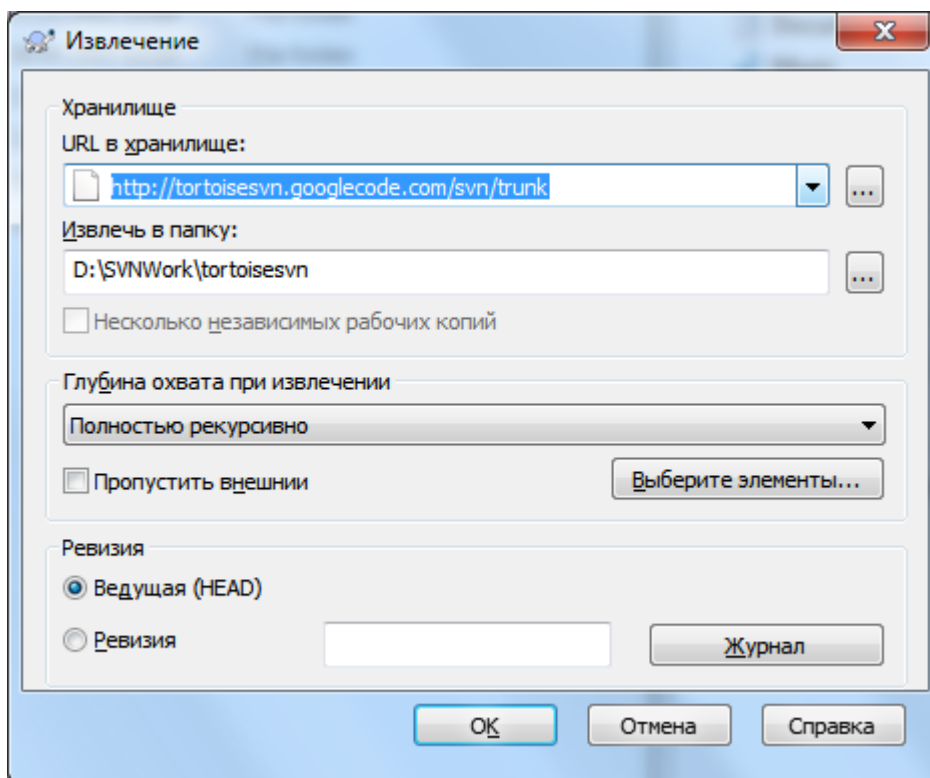 Извлечение
Хранилище
URL в хранилище:
http://tortoisesvn.googlecode.com/svn/trunk
...
Извлечь в папку:
D:\SVNWork\tortoisesvn
...
Несколько независимых рабочих копий
Глубина охвата при извлечении
Полностью рекурсивно
Пропустить внешнии
Выберите элементы...
Ревизия
Ведущая (HEAD)
Ревизия
Журнал
OK
Отмена
Справка